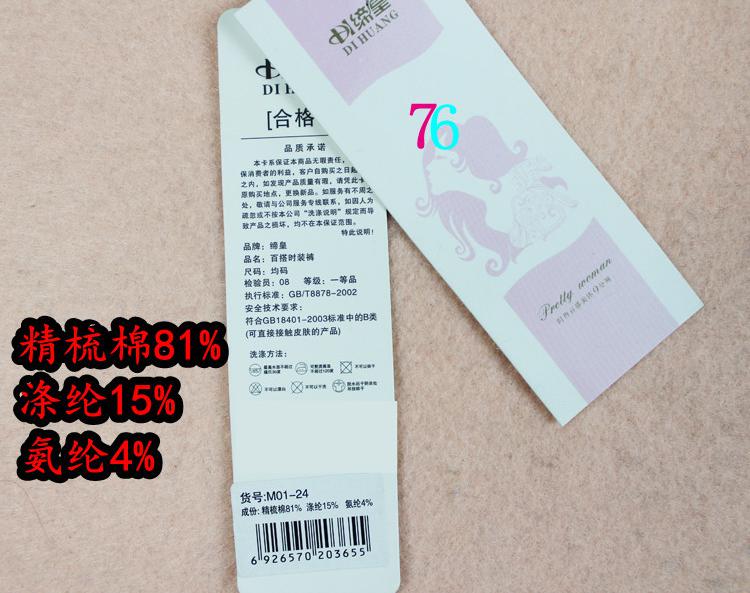 缔皇
DI HUANG
76
DI H
[合格
品质承诺
本卡系保证本商品无瑕责任，
保消费者的利益，客户自购买之日起
之内，如发现产品质量有瑕，请凭此卡
原购买地点，更换新品。如服务有不周之
处，敬请与公司服务专线联系，如因人为
疏忽或不按本公司“洗涤说明”规定而导
致产品之损坏，均不在本保证范围。
特此说明！
品牌：缔皇
品名：百搭时装裤
尺码：均码
检验员：08 等级：一等品
执行标准：GB/T8878-2002
安全技术要求：
符合GB18401-2003标准中的B类
(可直接接触皮肤的产品)
洗涤方法：
Pretty woman
精梳棉81%
涤纶15%
氨纶4%
货号:M01-24
成份: 精梳棉81% 涤纶15% 氨纶4%
6 926570 203655